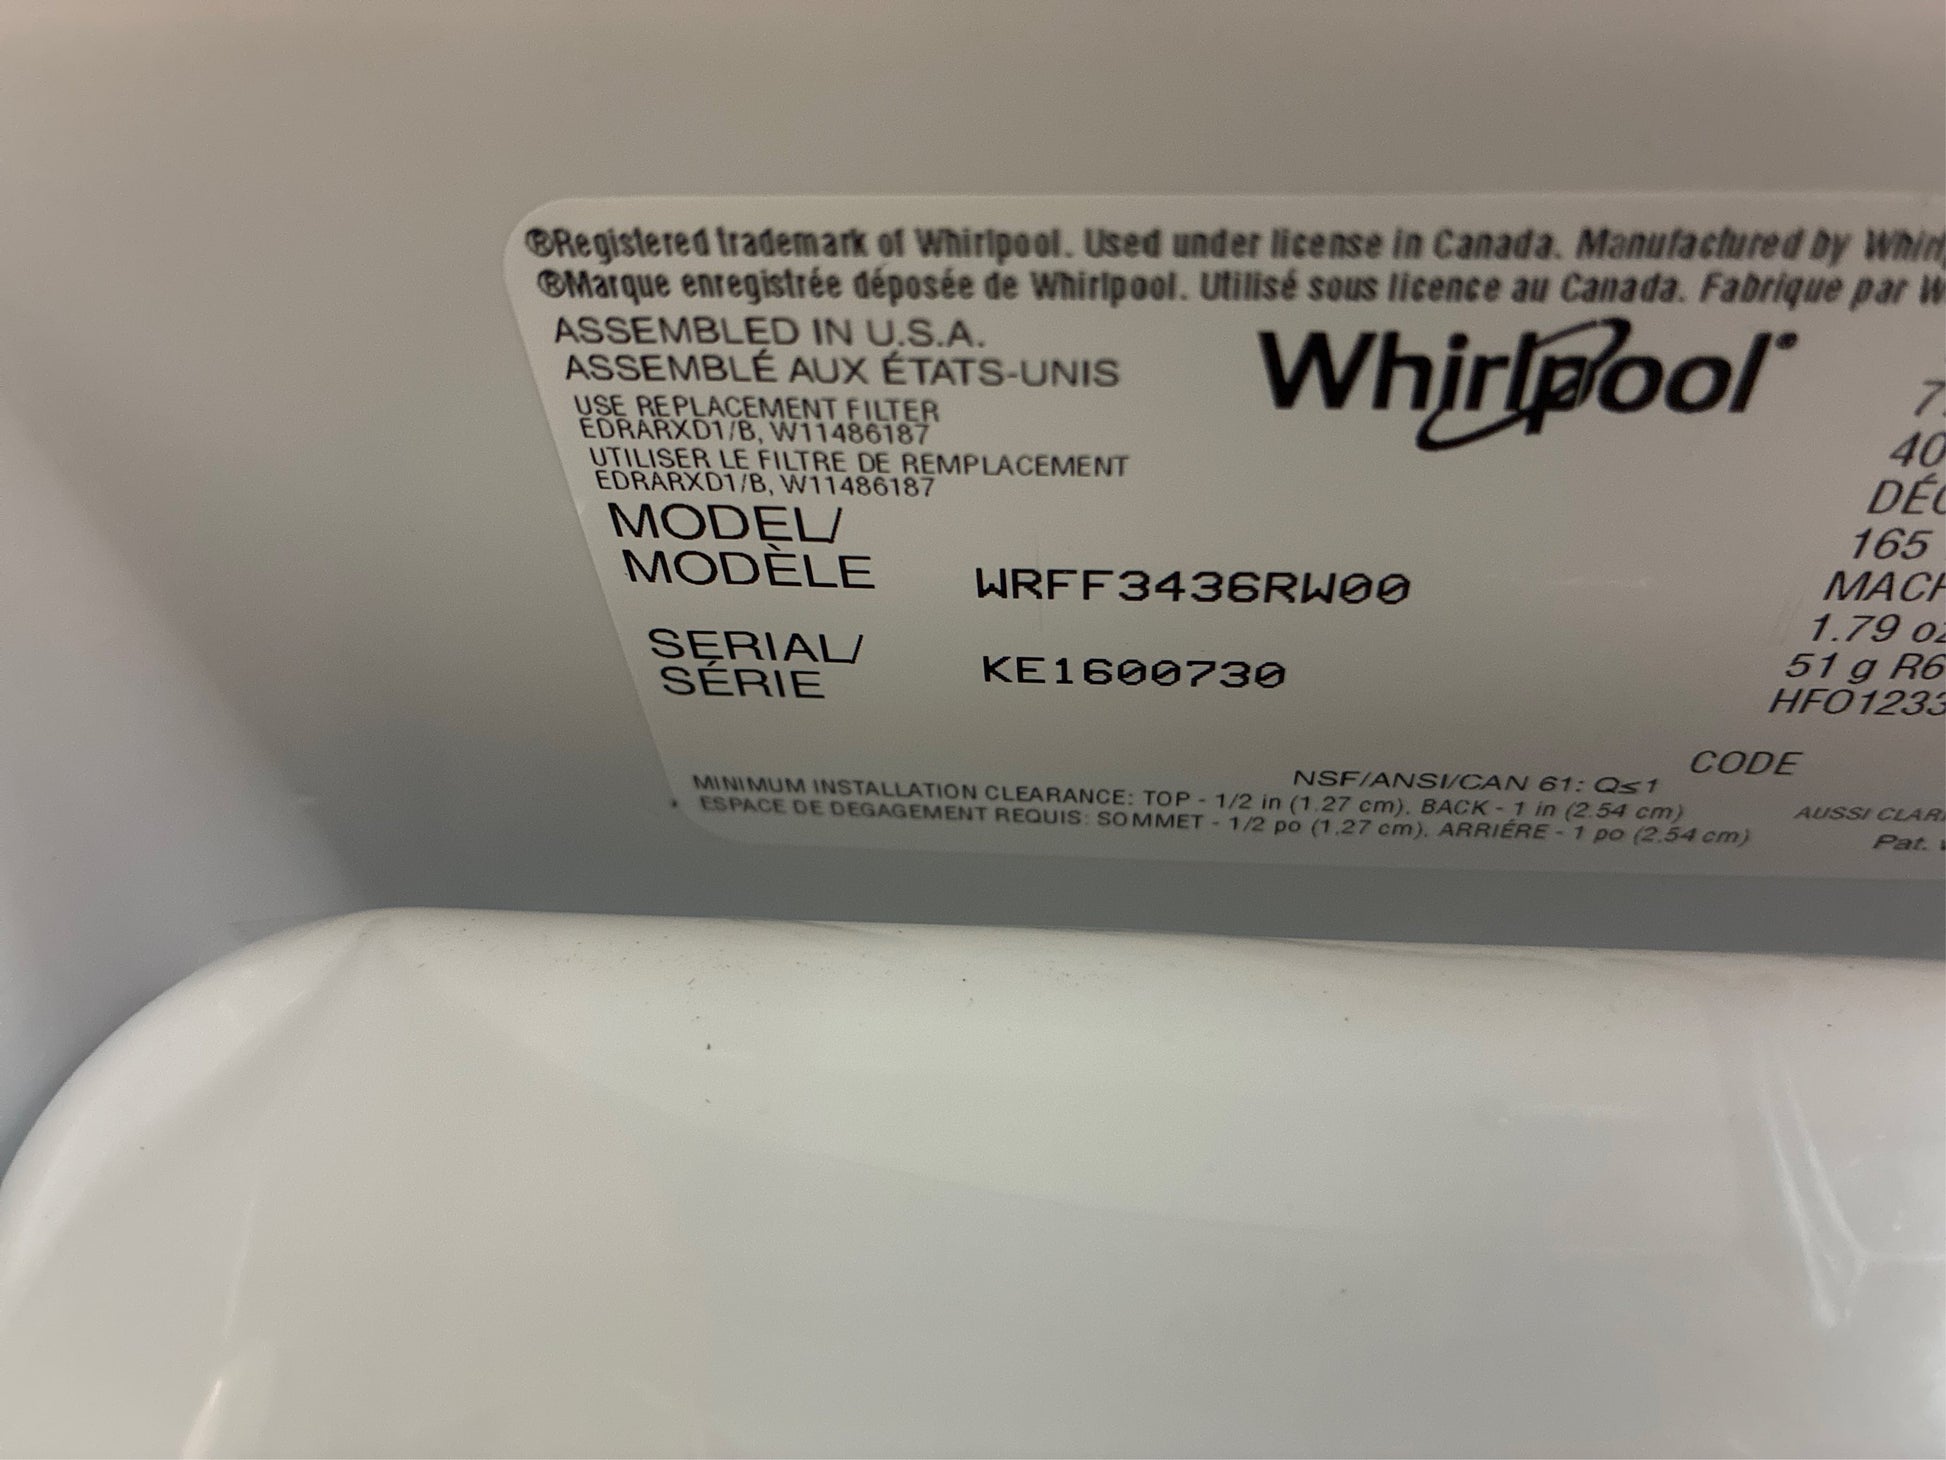 ®Registered trademark of Whirlpool. Used under license in Canada. Manufactured by
®Marque enregistrée déposée de Whirlpool. Utilisé sous licence au Canada. Fabrique par
ASSEMBLED IN U.S.A.
ASSEMBLÉ AUX ÉTATS-UNIS
Whirlpool®
USE REPLACEMENT FILTER
EDRARXD1/B, W11486187
UTILISER LE FILTRE DE REMPLACEMENT
EDRARXD1/B, W11486187
MODEL/
MODÈLE WRFF3436RW00
SERIAL/
SÉRIE KE1600730
40
165
1.79
51 g
CODE
NSF/ANSI/CAN 61: Q≤1
MINIMUM INSTALLATION CLEARANCE: TOP - 1/2 in (1.27 cm), BACK - 1 in (2.54 cm)
* ESPACE DE DEGAGEMENT REQUIS: SOMMET - 1/2 po (1.27 cm), ARRIÉRE - 1 po (2.54 cm)
AUSSI
Pat.